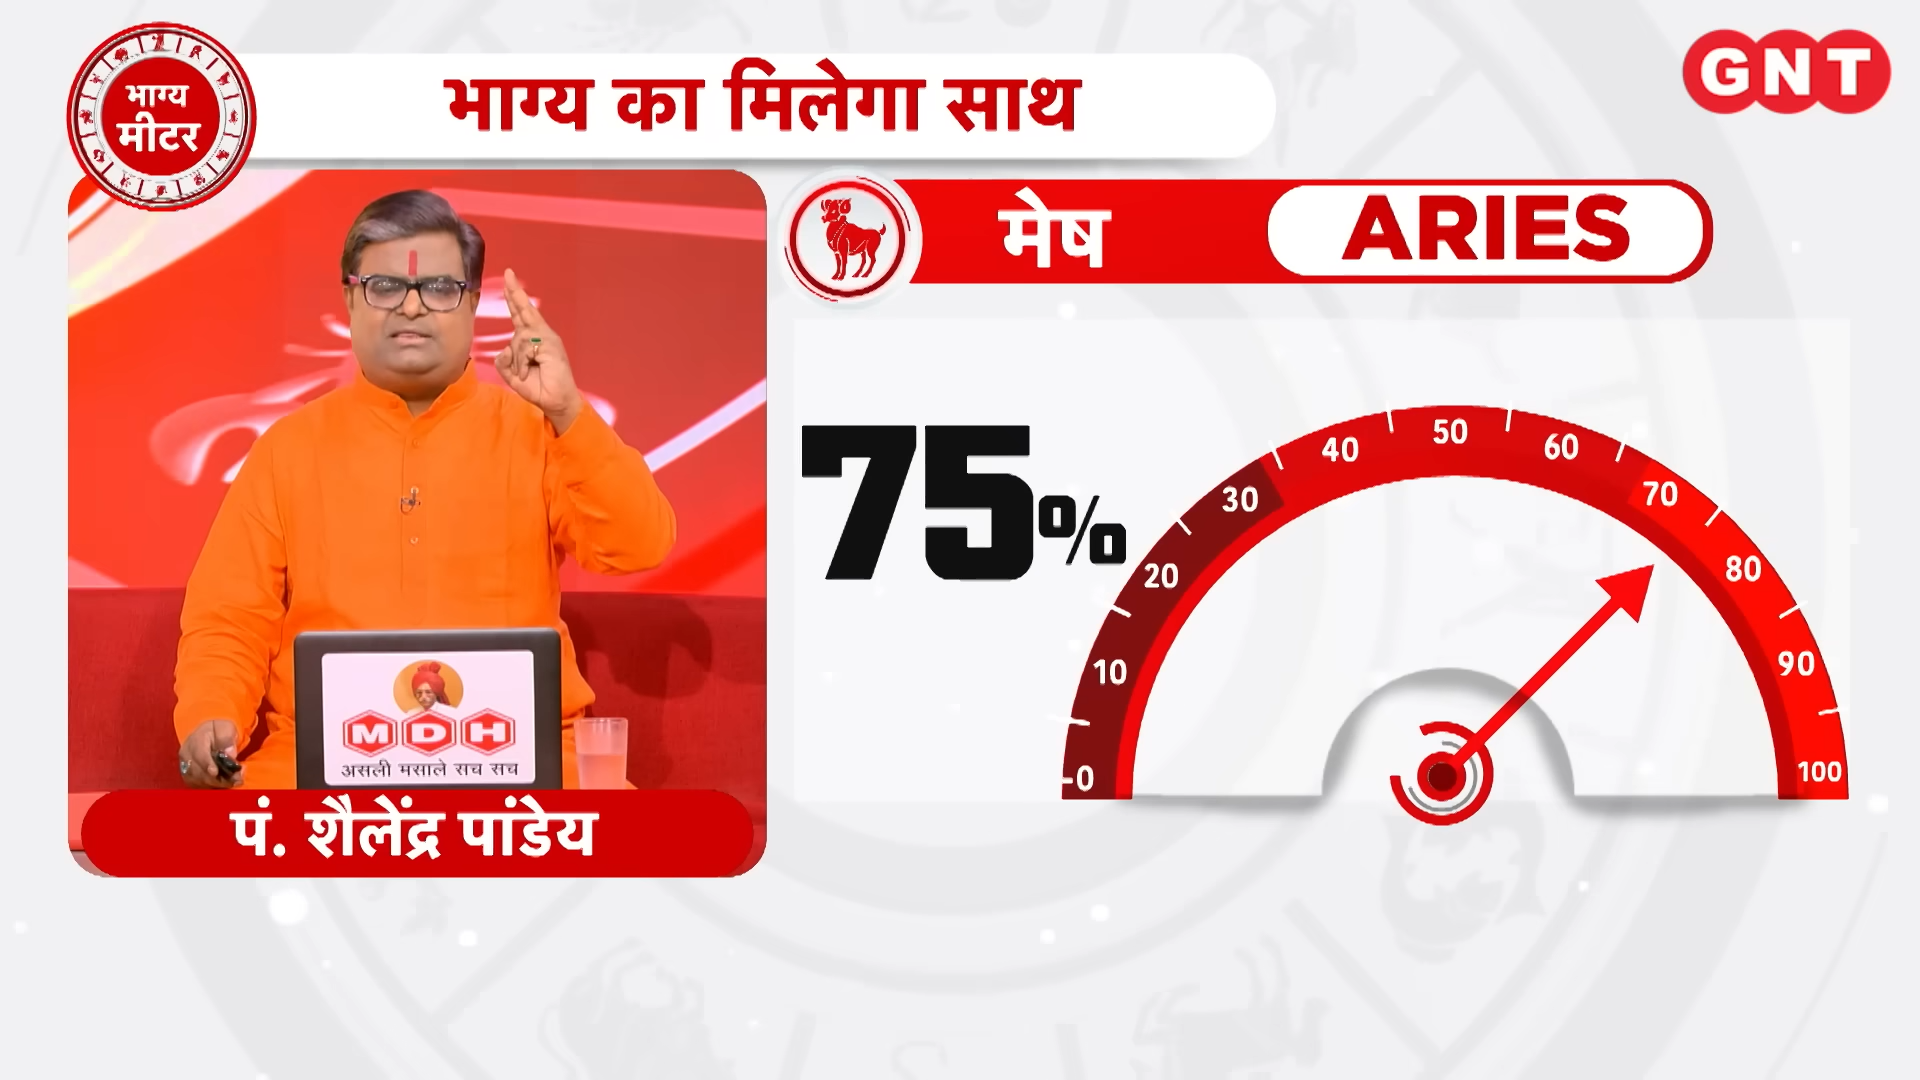 भाग्य
मीटर
भाग्य का मिलेगा साथ
GNT
मेष
ARIES
75%
0
10
20
30
40
50
60
70
80
90
100
MDH
असली मसाले सच सच
पं. शैलेंद्र पांडेय